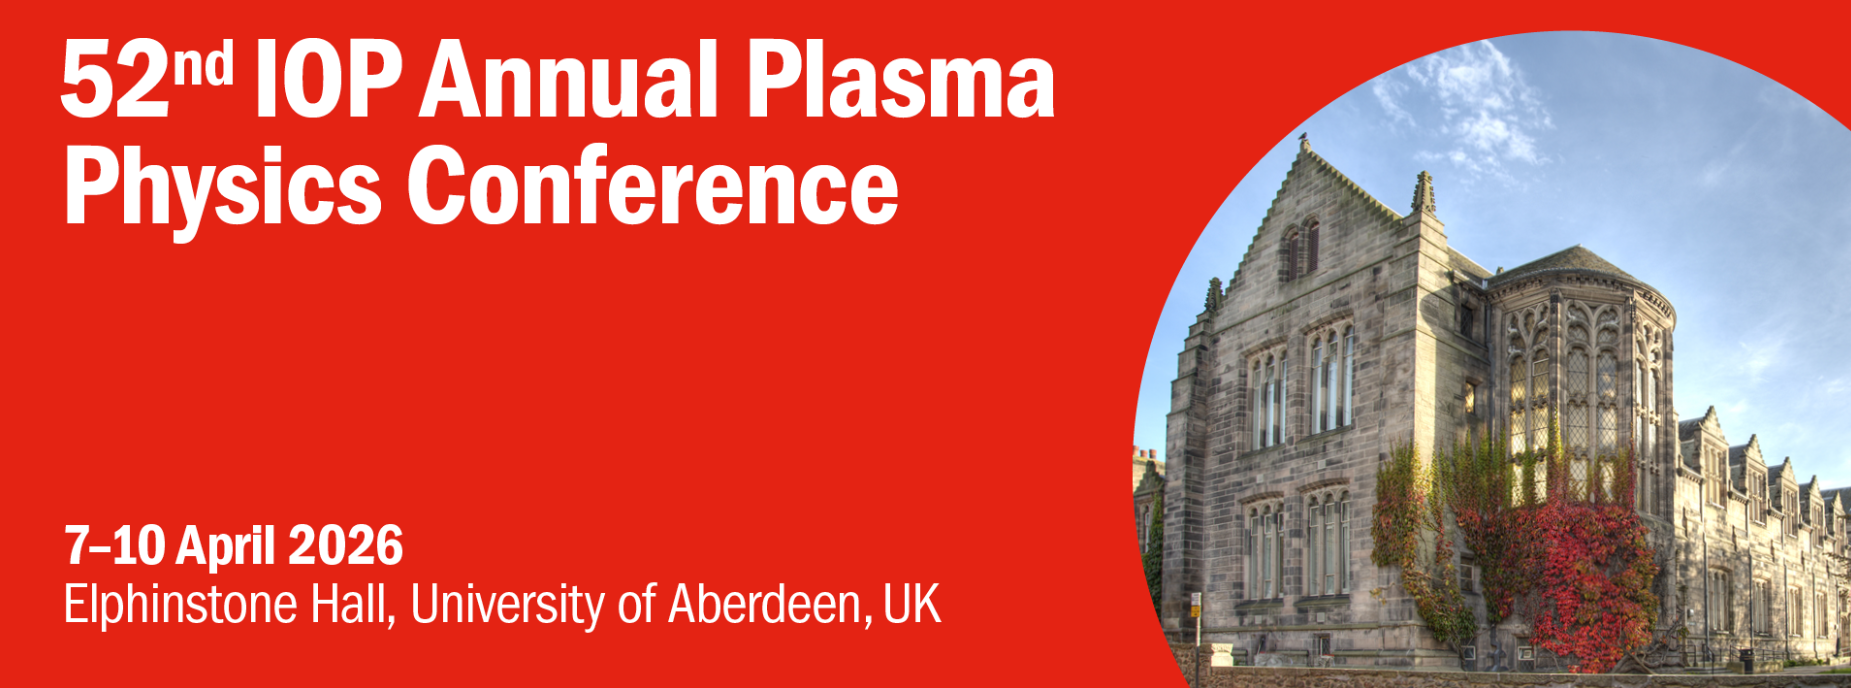 52nd IOP Annual Plasma
Physics Conference
7–10 April 2026
Elphinstone Hall, University of Aberdeen, UK